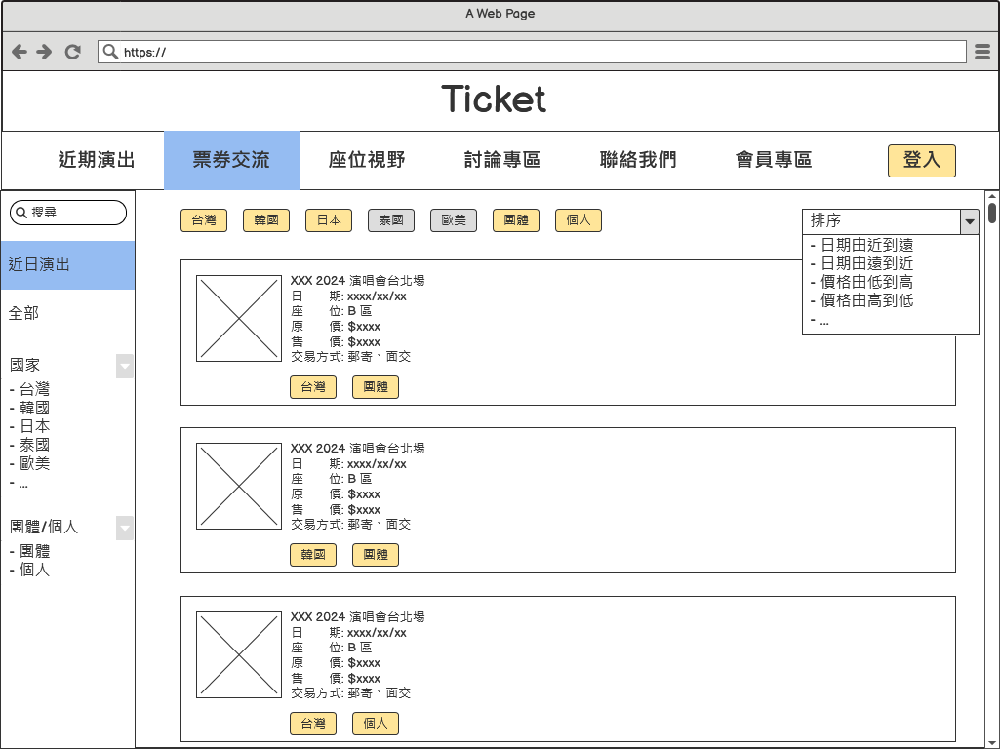 A Web Page
https://
Ticket
近期演出 票券交流 座位視野 討論專區 聯絡我們 會員專區 登入
搜尋
近日演出
全部
國家
- 台灣
- 韓國
- 日本
- 泰國
- 歐美
- ...
團體/個人
- 團體
- 個人
台灣 韓國 日本 泰國 歐美 團體 個人
排序
- 日期由近到遠
- 日期由遠到近
- 價格由低到高
- 價格由高到低
- ...
XXX 2024 演唱會台北場
日 期: xxxx/xx/xx
座 位: B 區
原 價: $xxxx
售 價: $xxxx
交易方式: 郵寄、面交
台灣 團體
XXX 2024 演唱會台北場
日 期: xxxx/xx/xx
座 位: B 區
原 價: $xxxx
售 價: $xxxx
交易方式: 郵寄、面交
韓國 團體
XXX 2024 演唱會台北場
日 期: xxxx/xx/xx
座 位: B 區
原 價: $xxxx
售 價: $xxxx
交易方式: 郵寄、面交
台灣 個人